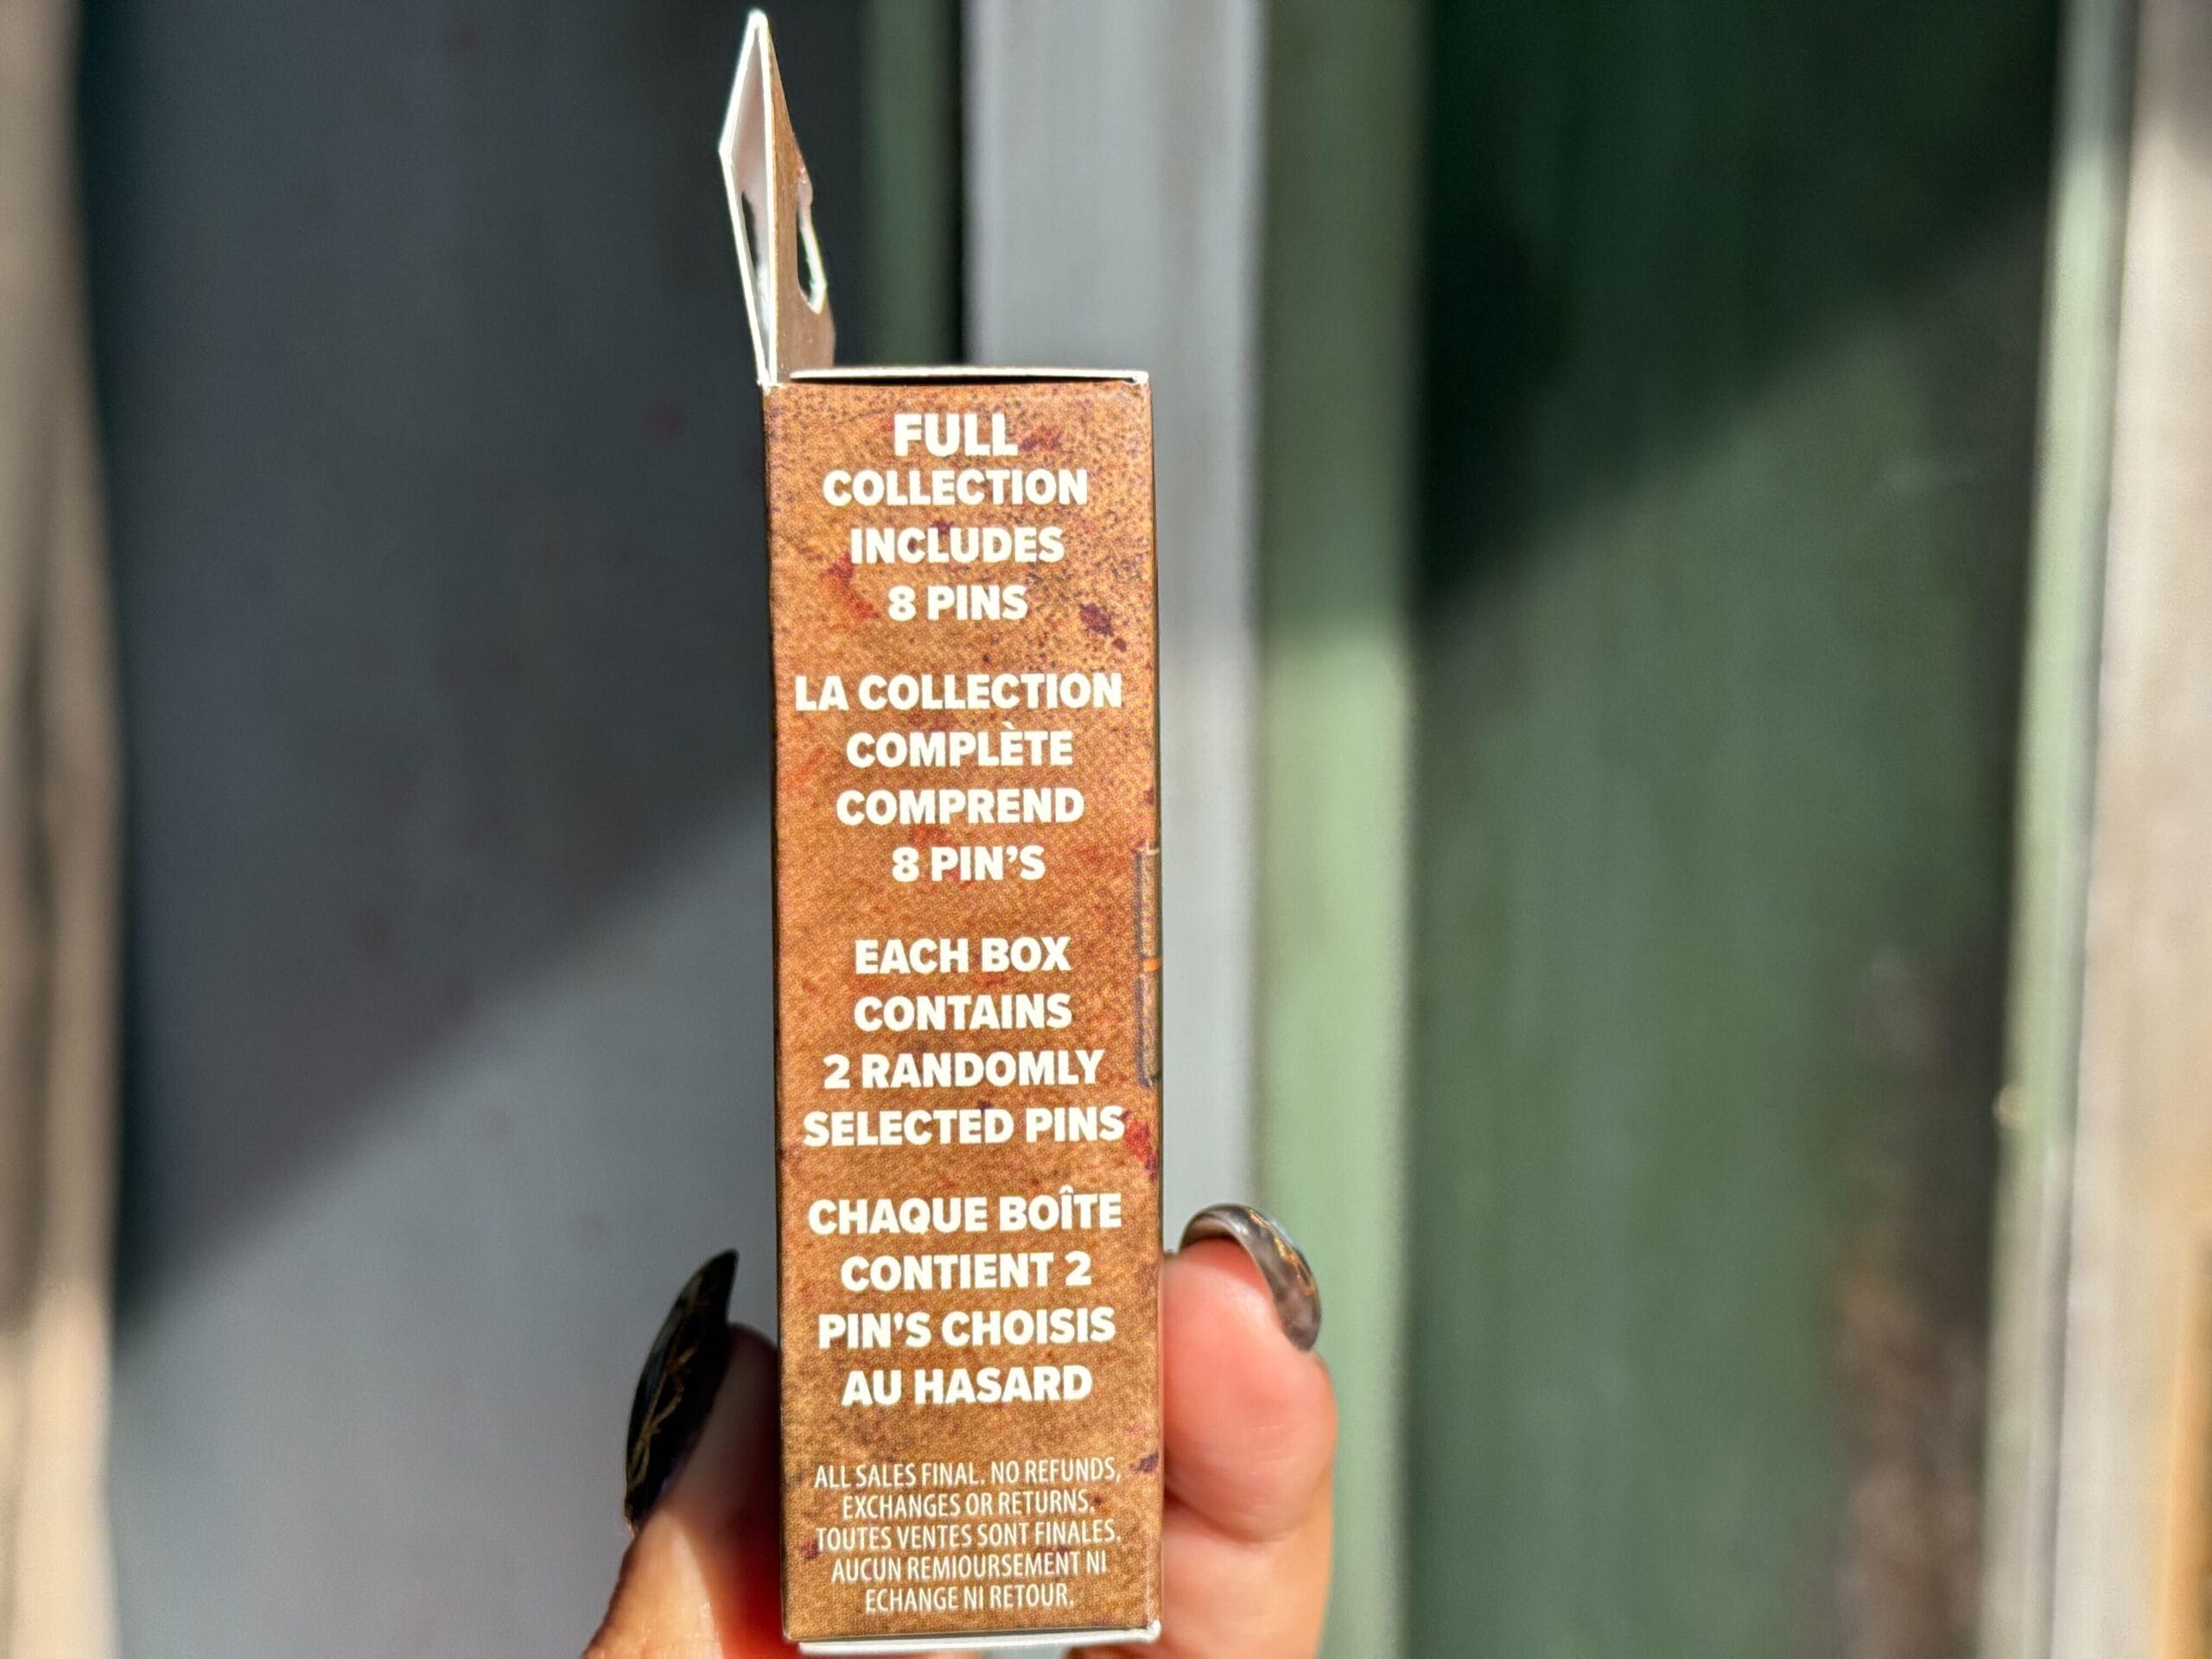 FULL
COLLECTION
INCLUDES
8 PINS
LA COLLECTION
COMPLÈTE
COMPREND
8 PIN'S
EACH BOX
CONTAINS
2 RANDOMLY
SELECTED PINS
CHAQUE BOÎTE
CONTIENT 2
PIN'S CHOISIS
AU HASARD
ALL SALES FINAL. NO REFUNDS,
EXCHANGES OR RETURNS.
TOUTES VENTES SONT FINALES.
AUCUN REMIOURSEMENT NI
ECHANGE NI RETOUR.